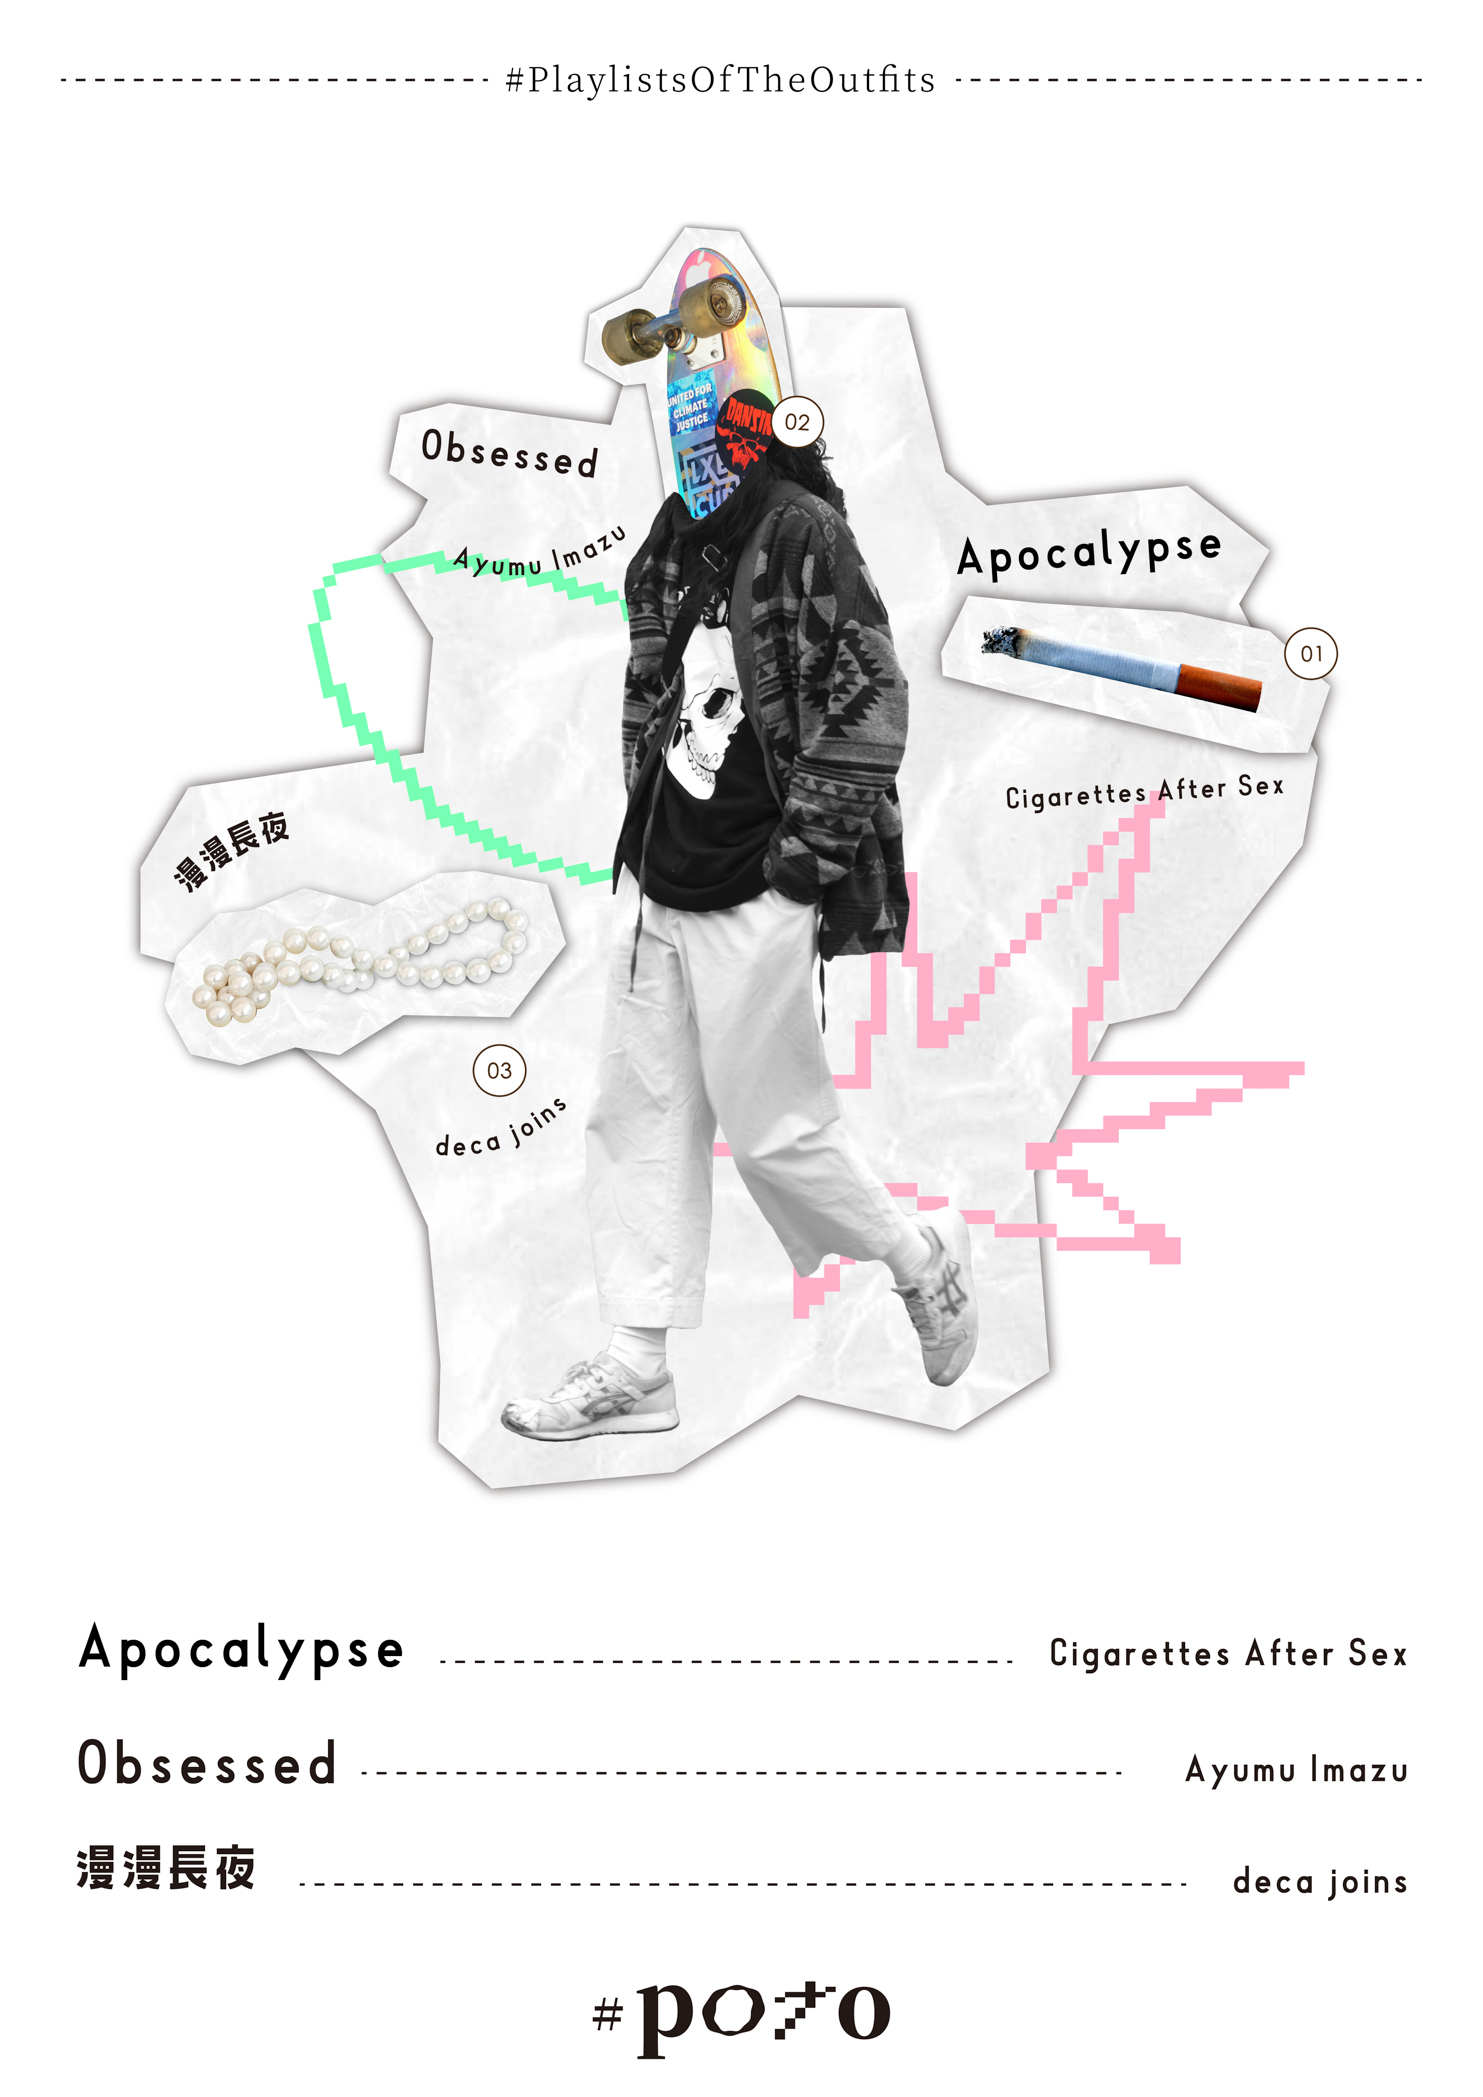 #PlaylistsOfTheOutfits
UNITED FOR
CLIMATE
JUSTICE
02
Obsessed
Ayumu Imazu
Apocalypse
01
Cigarettes After Sex
漫漫長夜
03
deca joins
Apocalypse Cigarettes After Sex
Obsessed Ayumu Imazu
漫漫長夜 deca joins
#poto